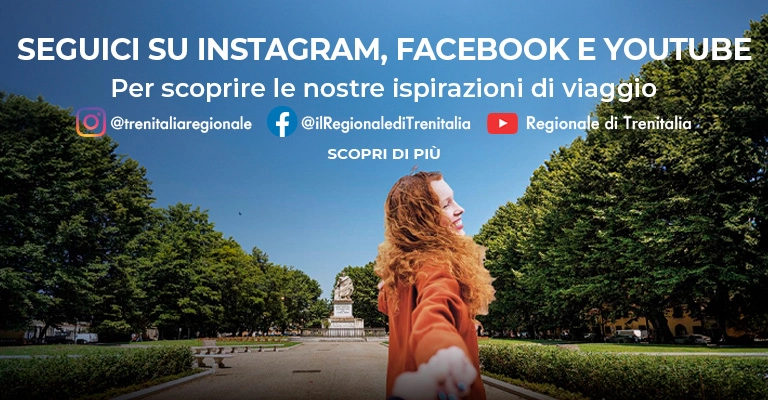 SEGUICI SU INSTAGRAM, FACEBOOK E YOUTUBE
Per scoprire le nostre ispirazioni di viaggio
@trenitaliaregionale @ilRegionalediTrenitalia Regionale di Trenitalia
SCOPRI DI PIÙ